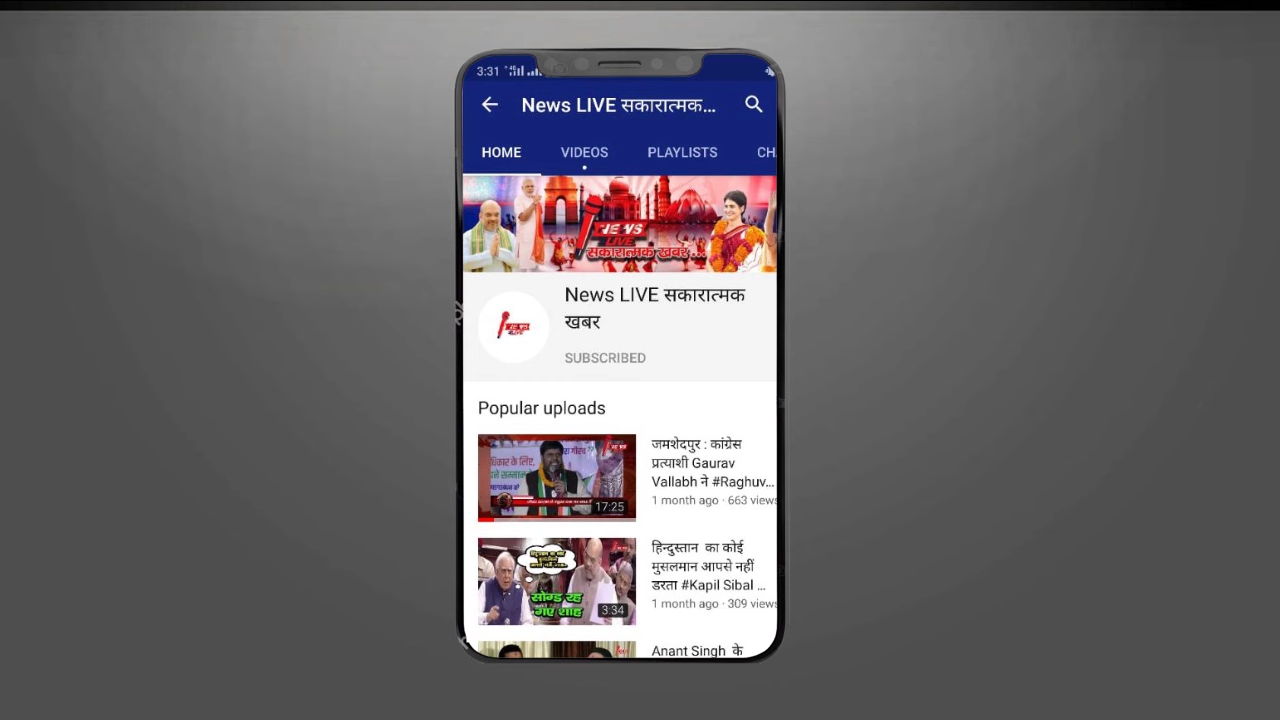 3:31
News LIVE सकारात्मक...
HOME VIDEOS PLAYLISTS CH
NEWS
LIVE
सकारात्मक खबर ...
News LIVE सकारात्मक
खबर
SUBSCRIBED
Popular uploads
जमशेदपुर : कांग्रेस
प्रत्याशी Gaurav
Vallabh ने #Raghuv...
1 month ago · 663 views
17:25
हिन्दुस्तान का कोई
मुसलमान आपसे नहीं
डरता #Kapil Sibal ...
1 month ago · 309 views
गए शाह
3:34
Anant Singh के